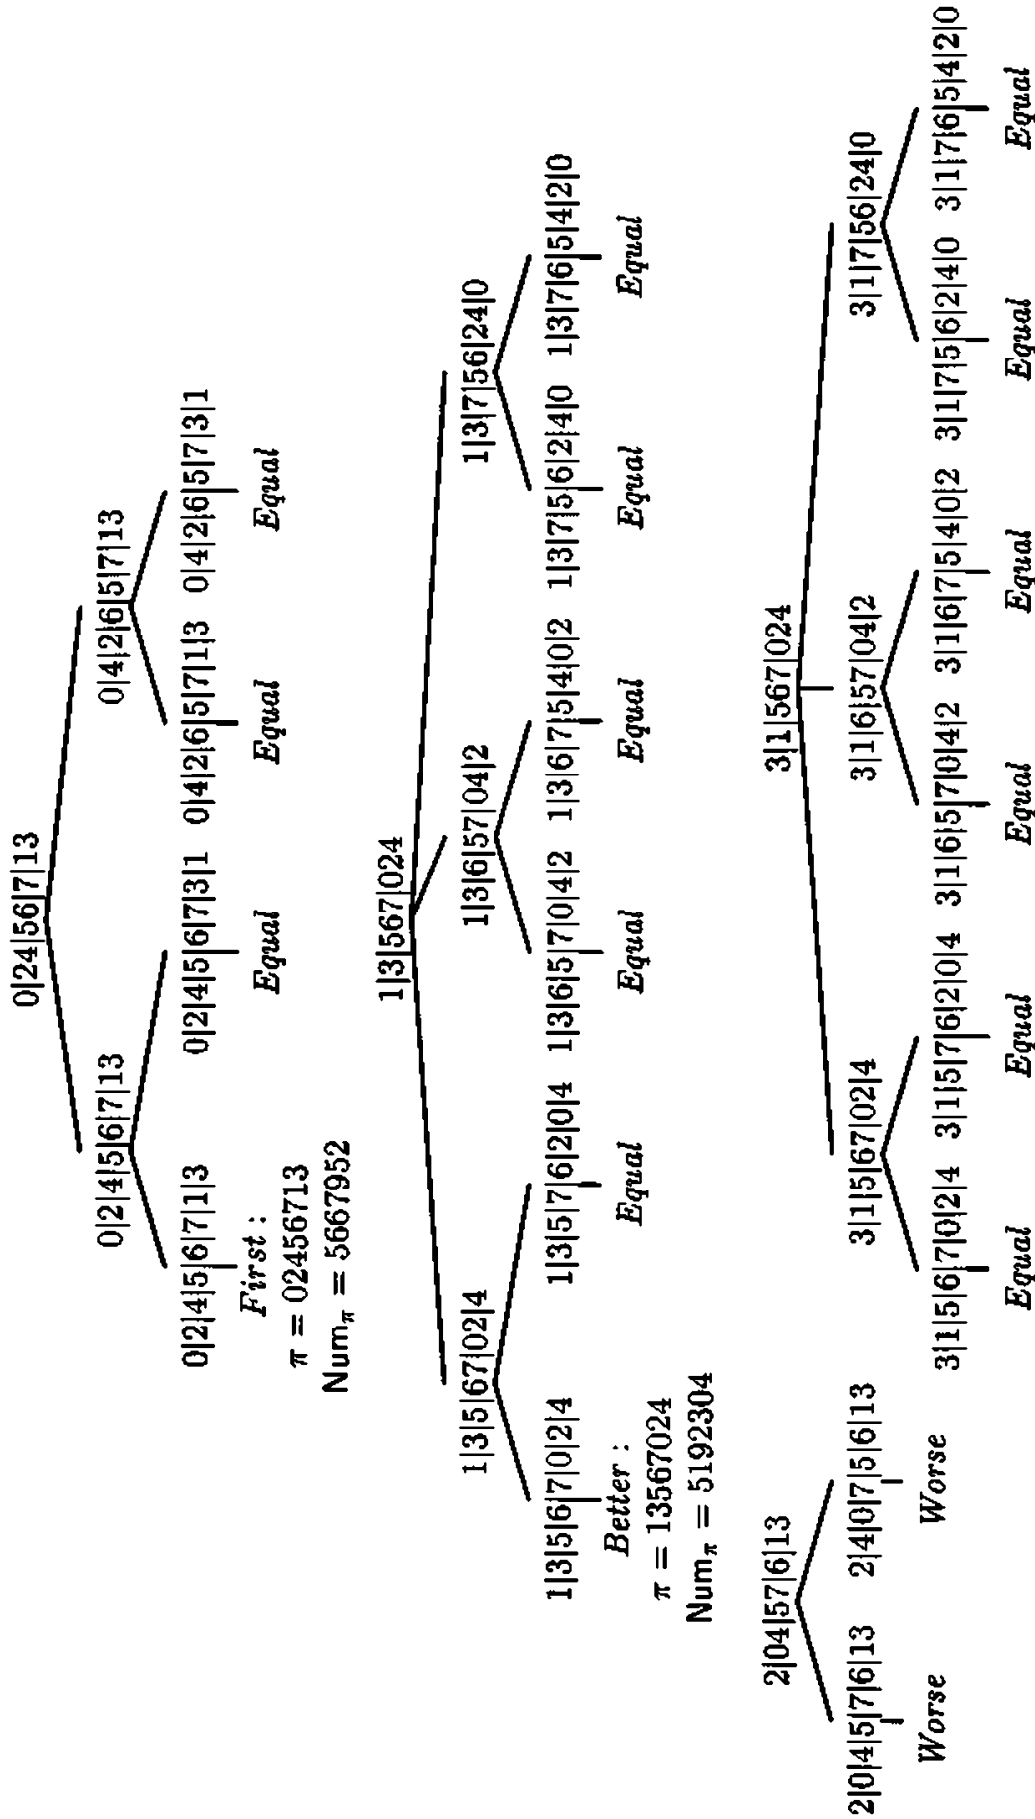 0|24|56|7|13
0|2|4|5|6|7|13
0|4|2|6|5|7|13
0|2|4|5|6|7|1|3
0|2|4|5|6|7|3|1
0|4|2|6|5|7|1|3
0|4|2|6|5|7|3|1
First :
π = 02456713
Numπ = 5667952
Equal
Equal
Equal
1|3|567|024
1|3|5|67|02|4
1|3|6|57|04|2
1|3|7|56|24|0
1|3|5|6|7|0|2|4
1|3|5|7|6|2|0|4
1|3|6|5|7|0|4|2
1|3|6|7|5|4|0|2
1|3|7|5|6|2|4|0
1|3|7|6|5|4|2|0
Better :
π = 13567024
Numπ = 5192304
Equal
Equal
Equal
Equal
Equal
2|04|57|6|13
3|1|567|024
2|0|4|5|7|6|13
2|4|0|7|5|6|13
3|1|5|67|02|4
3|1|6|57|04|2
3|1|7|56|24|0
Worse
Worse
3|1|5|6|7|0|2|4
3|1|5|7|6|2|0|4
3|1|6|5|7|0|4|2
3|1|6|7|5|4|0|2
3|1|7|5|6|2|4|0
3|1|7|6|5|4|2|0
Equal
Equal
Equal
Equal
Equal
Equal